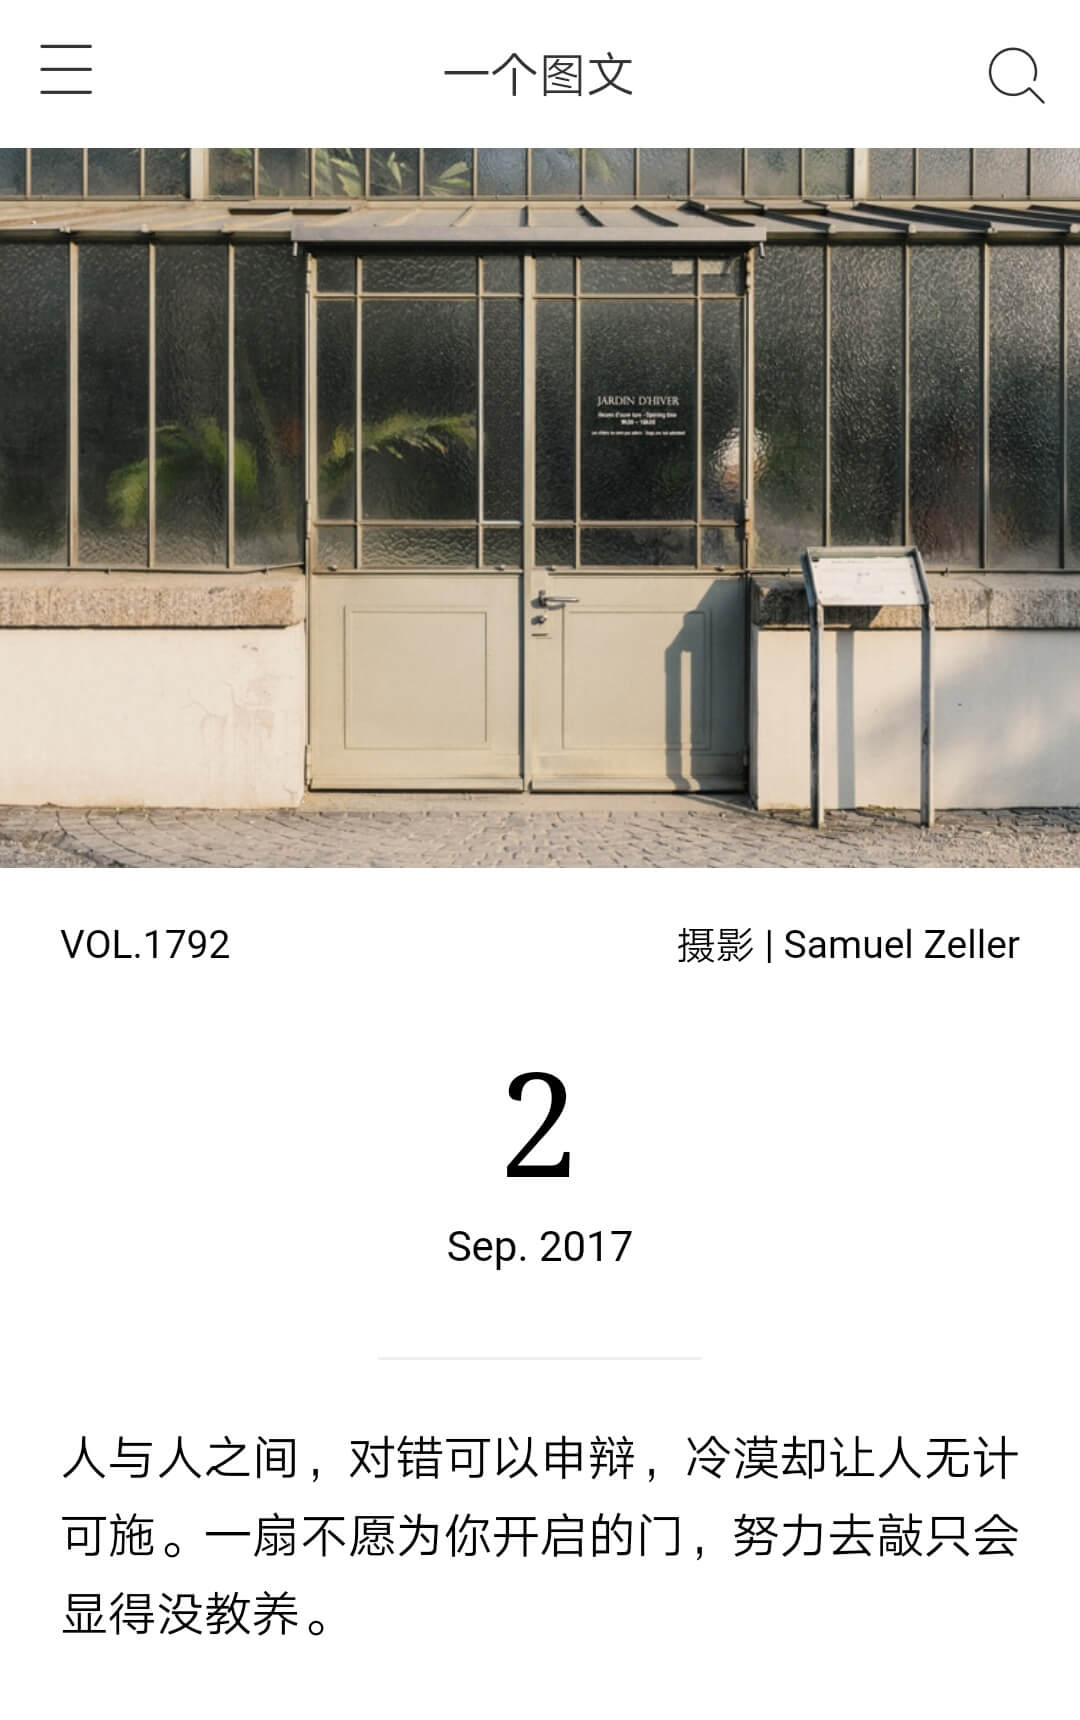 一个图文
JARDIN D'HIVER
VOL.1792
摄影 | Samuel Zeller
2
Sep. 2017
人与人之间，对错可以申辩，冷漠却让人无计
可施。一扇不愿为你开启的门，努力去敲只会
显得没教养。